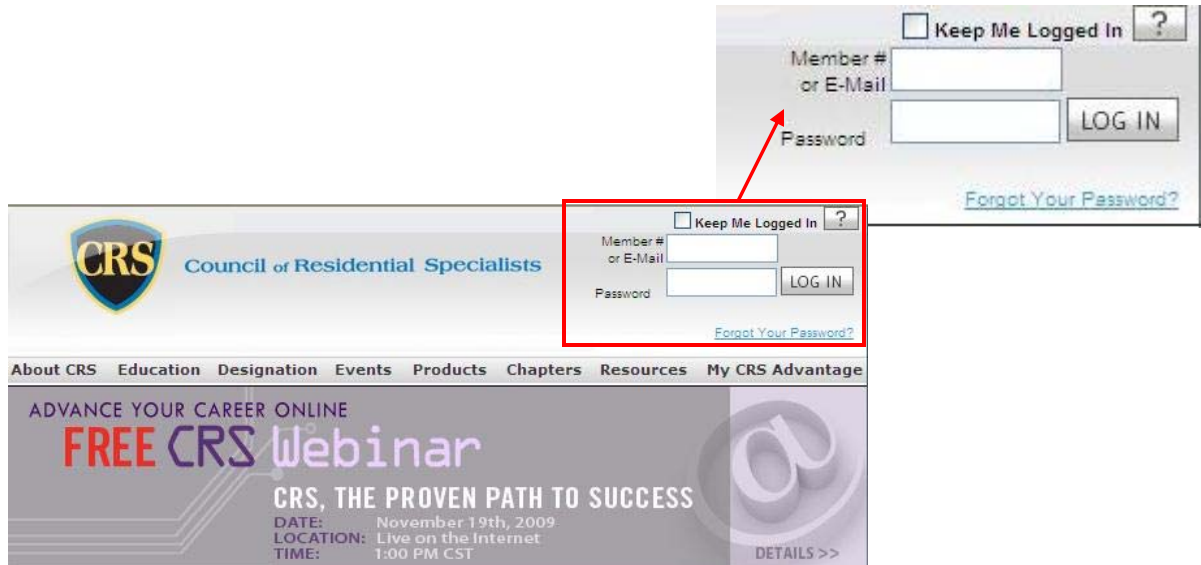 Keep Me Logged In ?
Member #
or E-Mail
LOG IN
Password
Forgot Your Password?
Keep Me Logged In ?
Member #
or E-Mail
CRS
Council of Residential Specialists
LOG IN
Password
Forgot Your Password?
About CRS Education Designation Events Products Chapters Resources My CRS Advantage
ADVANCE YOUR CAREER ONLINE
FREE CRS Webinar
@
CRS, THE PROVEN PATH TO SUCCESS
DATE: November 19th, 2009
LOCATION: Live on the Internet
TIME: 1:00 PM CST
DETAILS >>